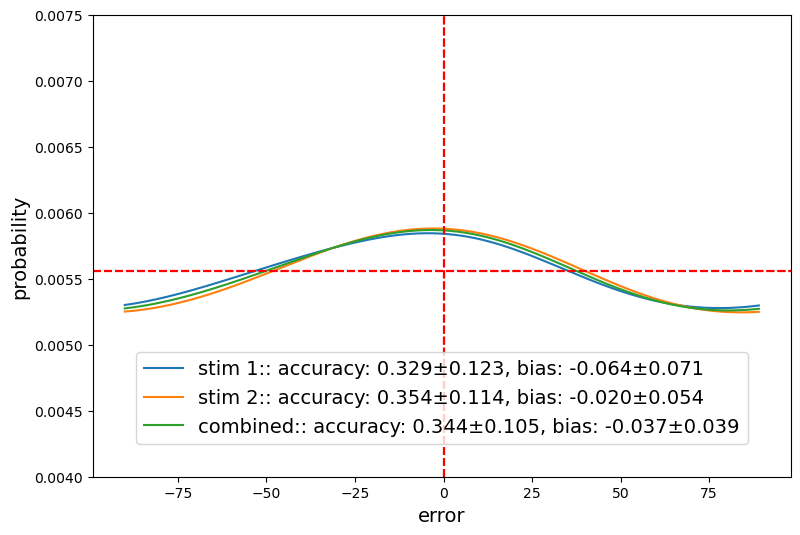 0.0075
0.0070
0.0065
0.0060
0.0055
0.0050
0.0045
0.0040
probability
stim 1:: accuracy: 0.329±0.123, bias: -0.064±0.071
stim 2:: accuracy: 0.354±0.114, bias: -0.020±0.054
combined:: accuracy: 0.344±0.105, bias: -0.037±0.039
−75 −50 −25 0 25 50 75
error